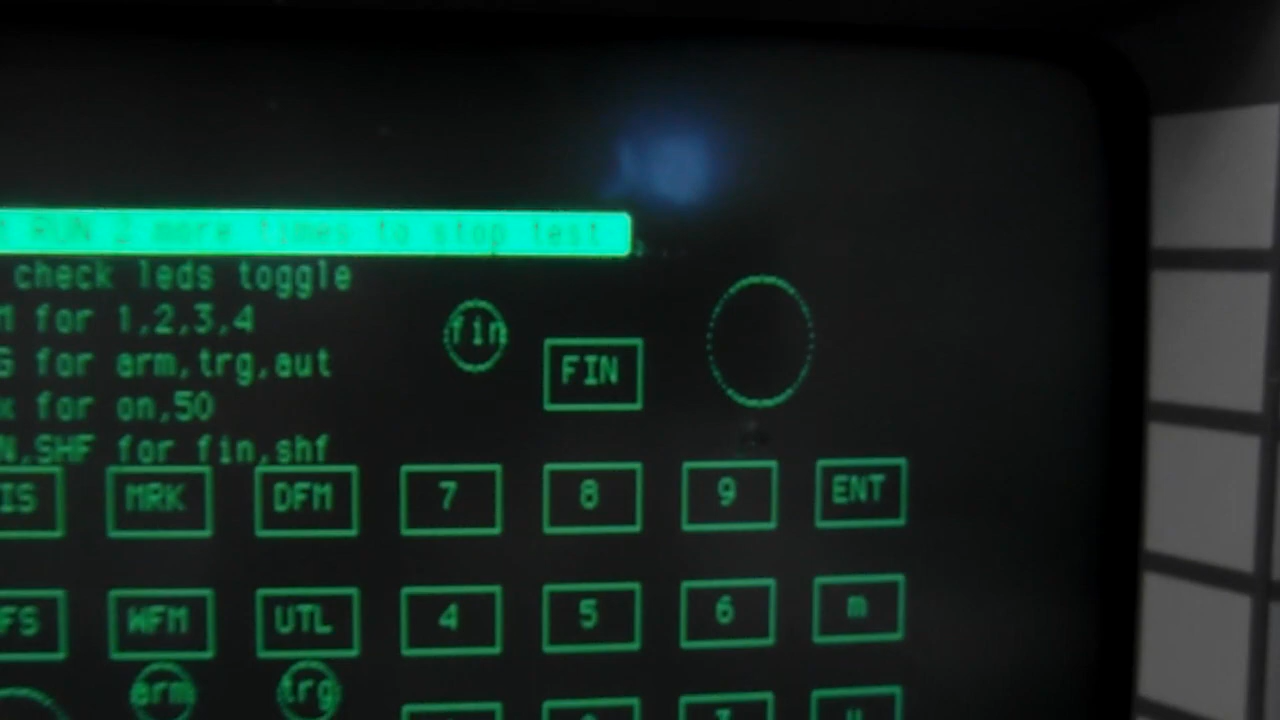 RUN 2 more times to stop test
check leds toggle
for 1,2,3,4
for arm,trg,aut
for on,50
N,SHF for fin,shf
fin
FIN
IS MRK DFM 7 8 9 ENT
FS WFM UTL 4 5 6 m
arm trg